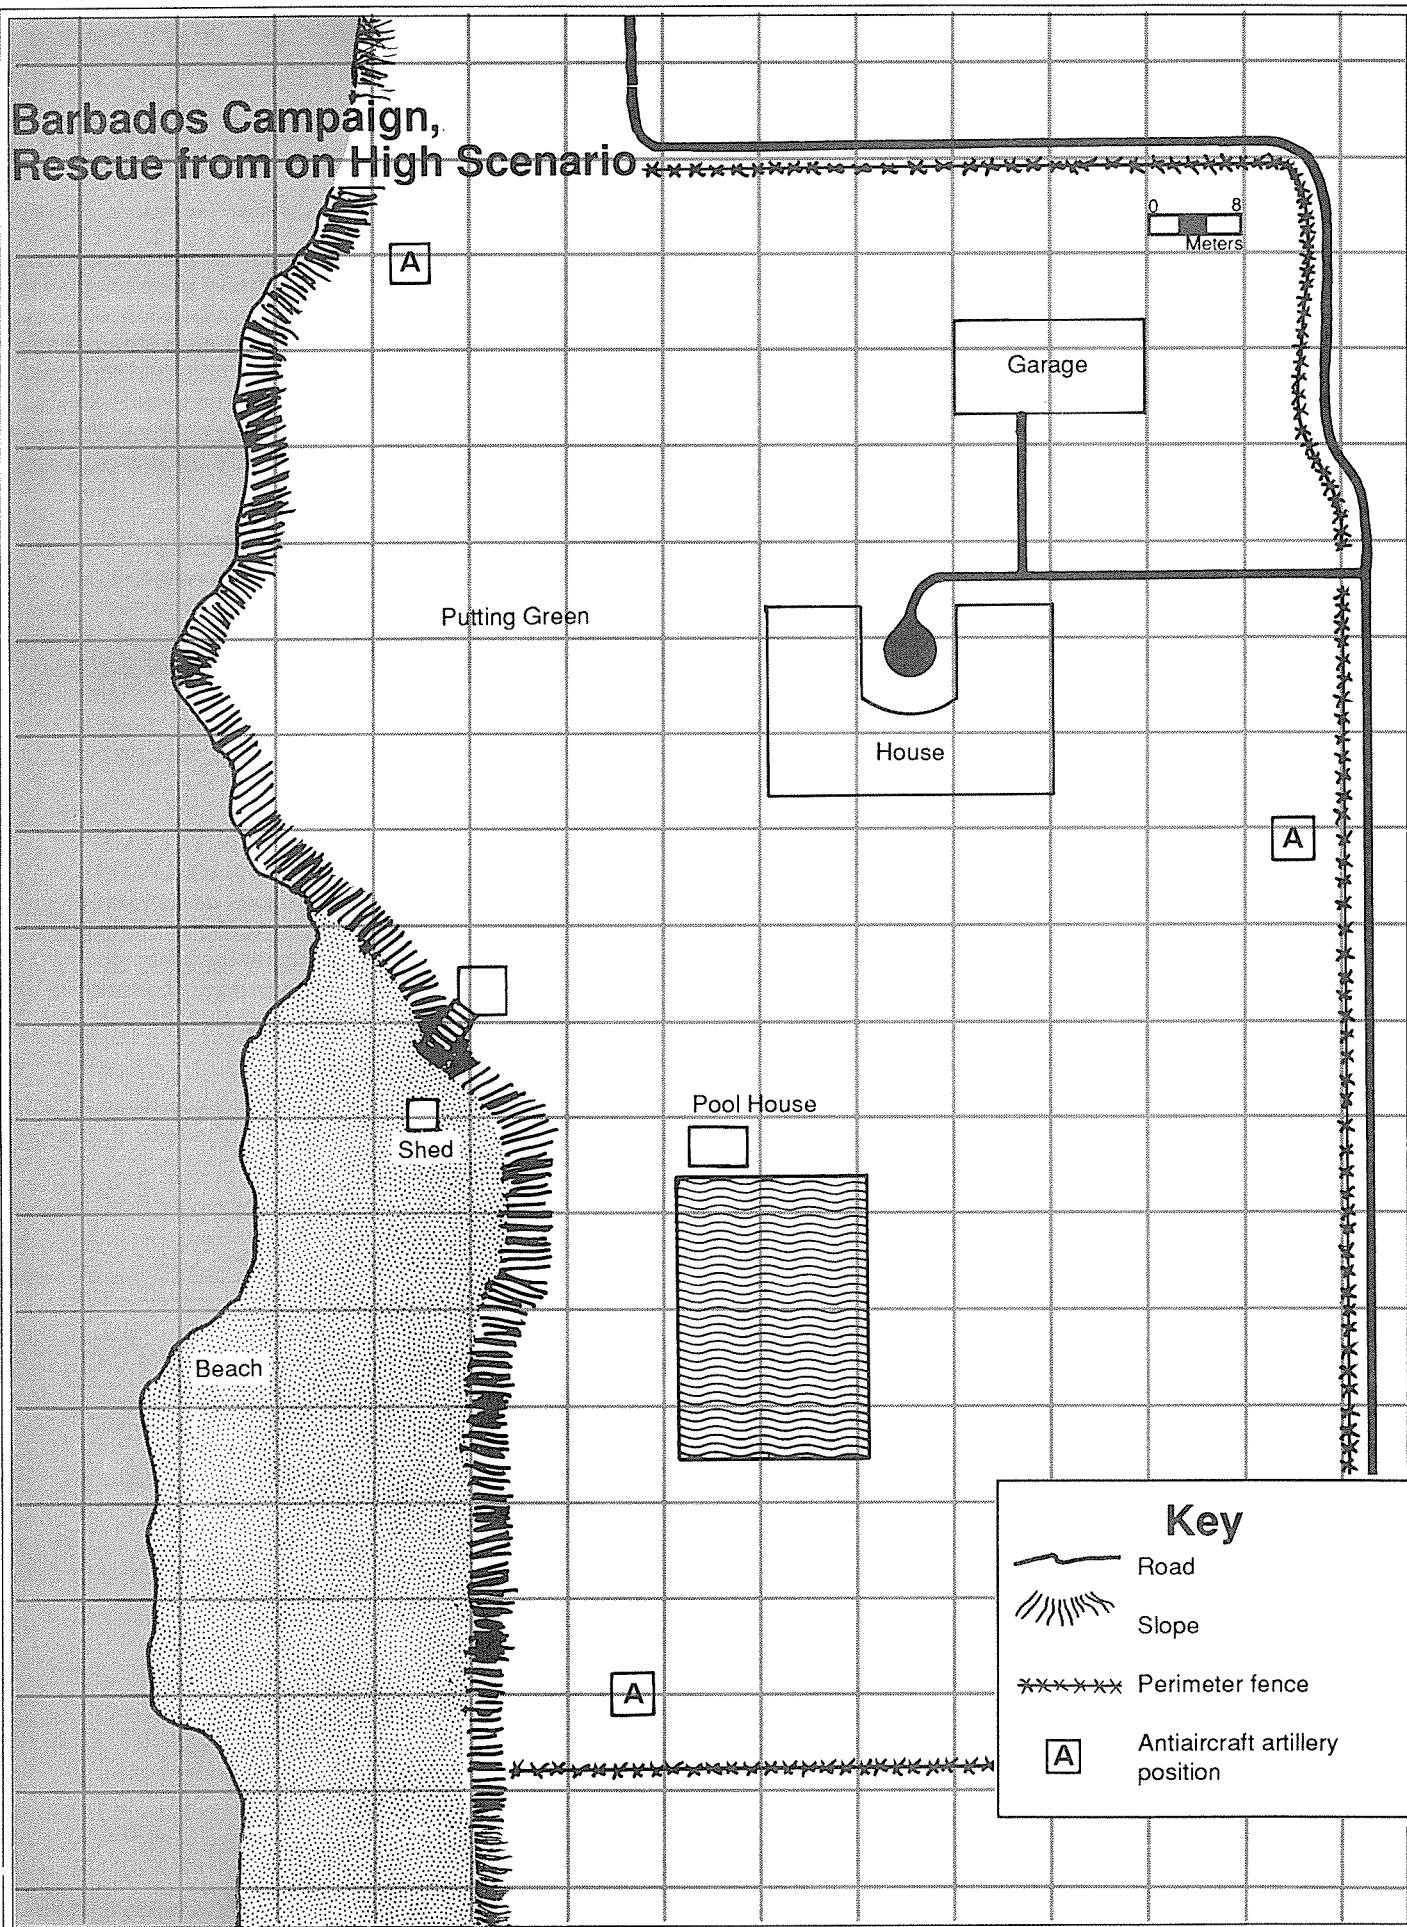 Barbados Campaign,
Rescue from on High Scenario
0 8
Meters
A
Garage
Putting Green
House
A
Pool House
Shed
Beach
A
Key
Road
Slope
Perimeter fence
A
Antiaircraft artillery
position